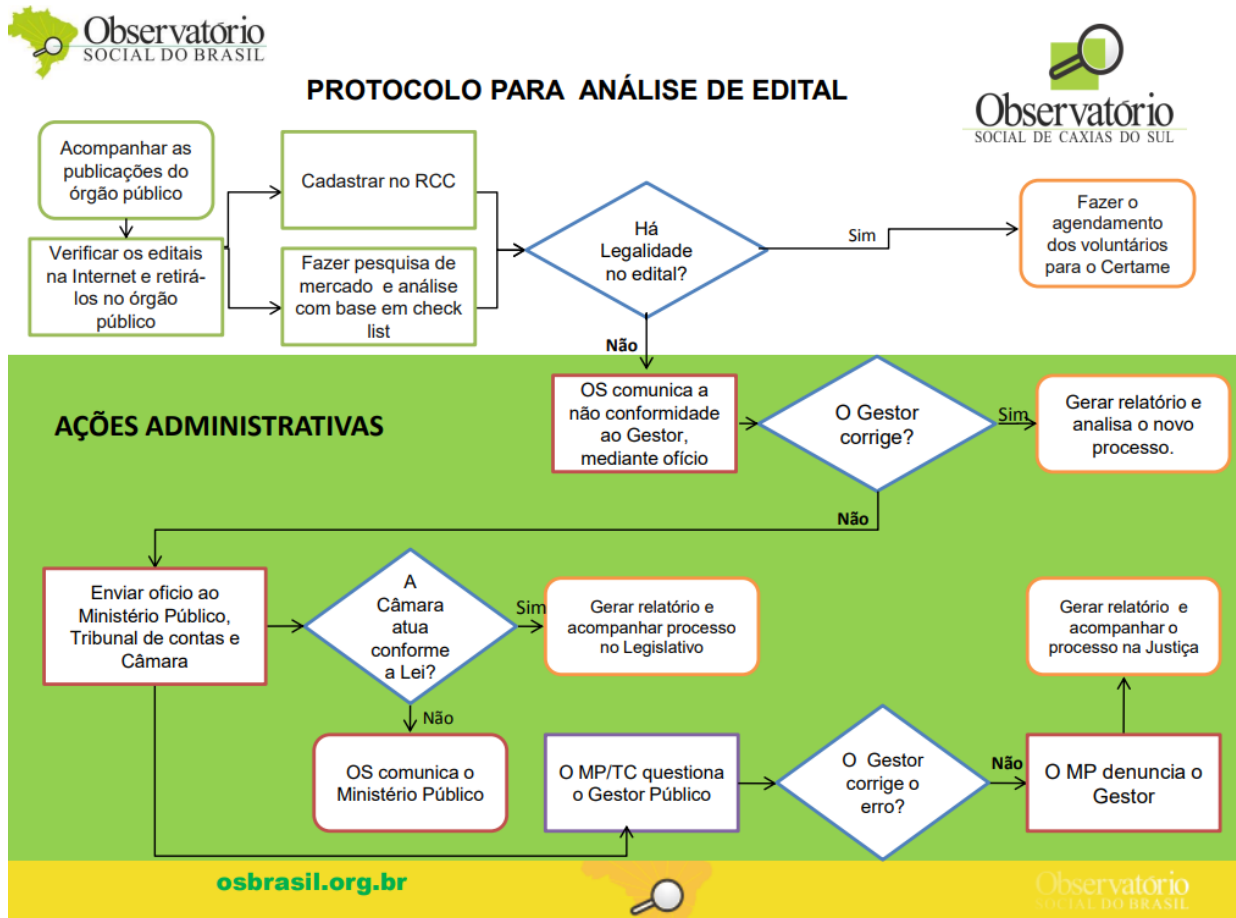 Observatório
SOCIAL DO BRASIL
PROTOCOLO PARA ANÁLISE DE EDITAL
Observatório
SOCIAL DE CAXIAS DO SUL
Acompanhar as
publicações do
órgão público
Verificar os editais
na Internet e retirá-
los no órgão
público
Cadastrar no RCC
Fazer pesquisa de
mercado e análise
com base em check
list
Há
Legalidade
no edital?
Sim
Fazer o
agendamento
dos voluntários
para o Certame
Não
AÇÕES ADMINISTRATIVAS
OS comunica a
não conformidade
ao Gestor,
mediante ofício
O Gestor
corrige?
Sim
Gerar relatório e
analisa o novo
processo.
Não
Enviar oficio ao
Ministério Público,
Tribunal de contas e
Câmara
A
Câmara
atua
conforme
a Lei?
Sim
Gerar relatório e
acompanhar processo
no Legislativo
Não
OS comunica o
Ministério Público
O MP/TC questiona
o Gestor Público
O Gestor
corrige o
erro?
Não
O MP denuncia o
Gestor
Gerar relatório e
acompanhar o
processo na Justiça
osbrasil.org.br
Observatório
SOCIAL DO BRASIL